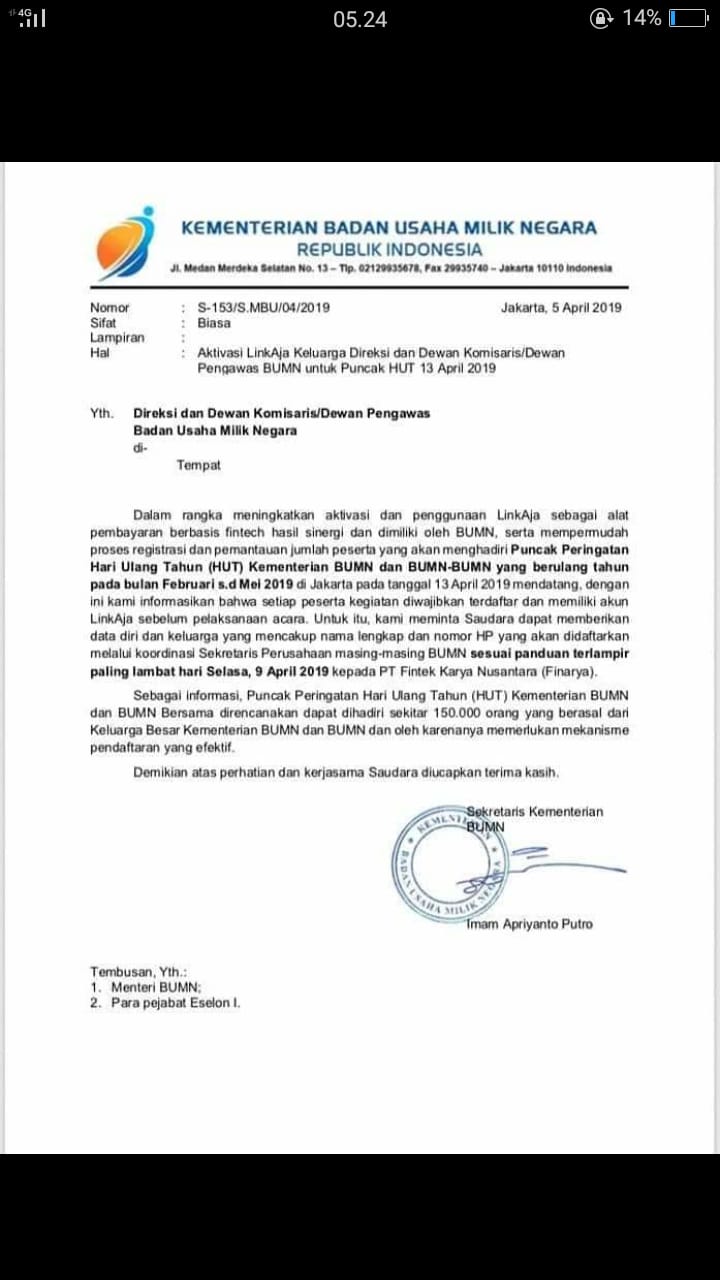 4G
05.24
14%
KEMENTERIAN BADAN USAHA MILIK NEGARA
REPUBLIK INDONESIA
Jl. Medan Merdeka Selatan No. 13 – Tlp. 02129935678, Fax 29935740 – Jakarta 10110 Indonesia
Nomor : S-153/S.MBU/04/2019 Jakarta, 5 April 2019
Sifat : Biasa
Lampiran :
Hal : Aktivasi LinkAja Keluarga Direksi dan Dewan Komisaris/Dewan
Pengawas BUMN untuk Puncak HUT 13 April 2019
Yth. Direksi dan Dewan Komisaris/Dewan Pengawas
Badan Usaha Milik Negara
di-
Tempat
Dalam rangka meningkatkan aktivasi dan penggunaan LinkAja sebagai alat
pembayaran berbasis fintech hasil sinergi dan dimiliki oleh BUMN, serta mempermudah
proses registrasi dan pemantauan jumlah peserta yang akan menghadiri Puncak Peringatan
Hari Ulang Tahun (HUT) Kementerian BUMN dan BUMN-BUMN yang berulang tahun
pada bulan Februari s.d Mei 2019 di Jakarta pada tanggal 13 April 2019 mendatang, dengan
ini kami informasikan bahwa setiap peserta kegiatan diwajibkan terdaftar dan memiliki akun
LinkAja sebelum pelaksanaan acara. Untuk itu, kami meminta Saudara dapat memberikan
data diri dan keluarga yang mencakup nama lengkap dan nomor HP yang akan didaftarkan
melalui koordinasi Sekretaris Perusahaan masing-masing BUMN sesuai panduan terlampir
paling lambat hari Selasa, 9 April 2019 kepada PT Fintek Karya Nusantara (Finarya).
Sebagai informasi, Puncak Peringatan Hari Ulang Tahun (HUT) Kementerian BUMN
dan BUMN Bersama direncanakan dapat dihadiri sekitar 150.000 orang yang berasal dari
Keluarga Besar Kementerian BUMN dan BUMN dan oleh karenanya memerlukan mekanisme
pendaftaran yang efektif.
Demikian atas perhatian dan kerjasama Saudara diucapkan terima kasih.
Sekretaris Kementerian
BUMN
KEMENTERIAN
BADAN USAHA MILIK NEGARA
Imam Apriyanto Putro
Tembusan, Yth.:
1. Menteri BUMN;
2. Para pejabat Eselon I.